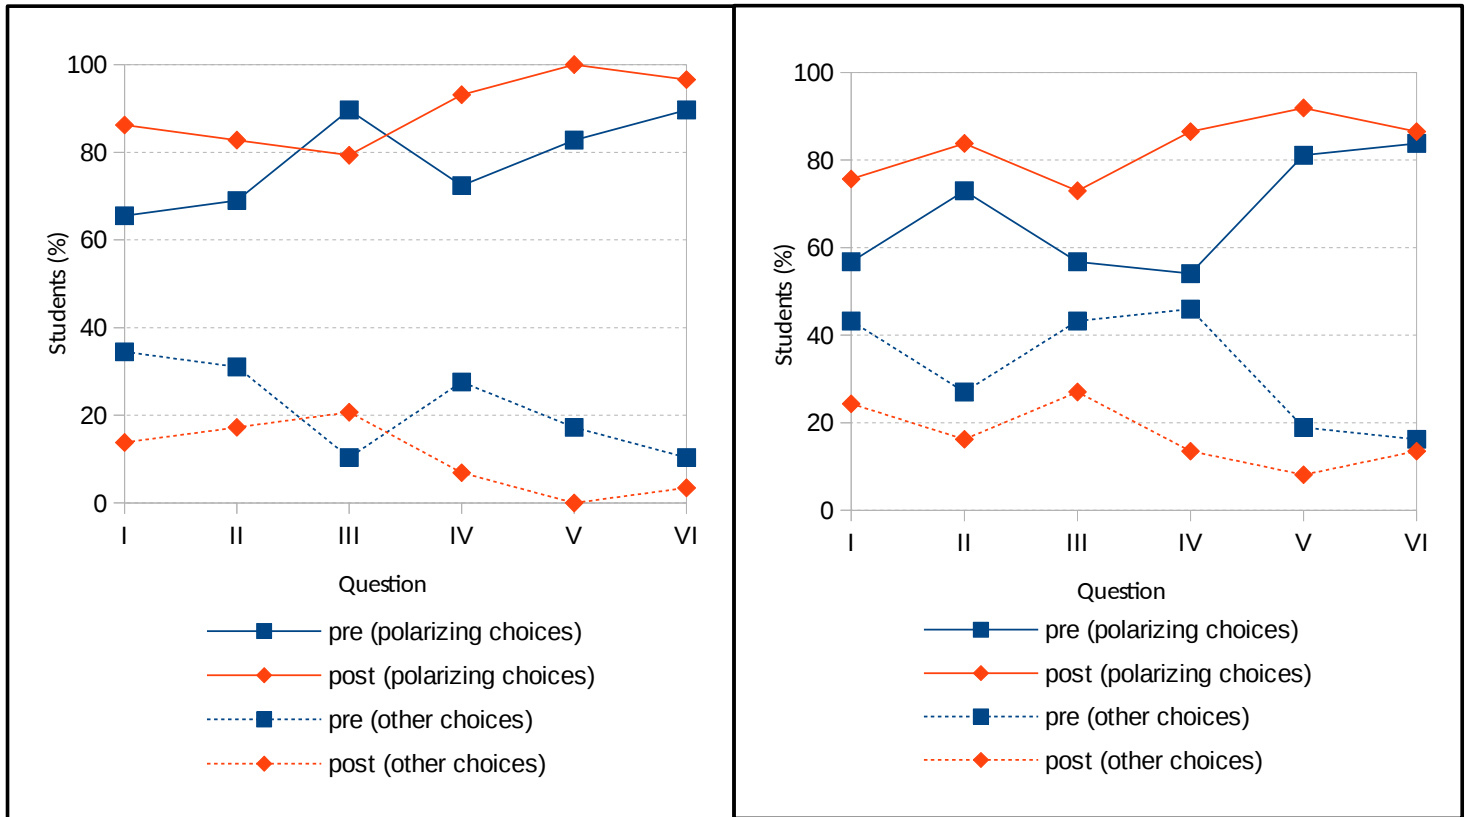 100
80
60
40
20
0
Students (%)
I II III IV V VI
Question
pre (polarizing choices)
post (polarizing choices)
pre (other choices)
post (other choices)
100
80
60
40
20
0
Students (%)
I II III IV V VI
Question
pre (polarizing choices)
post (polarizing choices)
pre (other choices)
post (other choices)